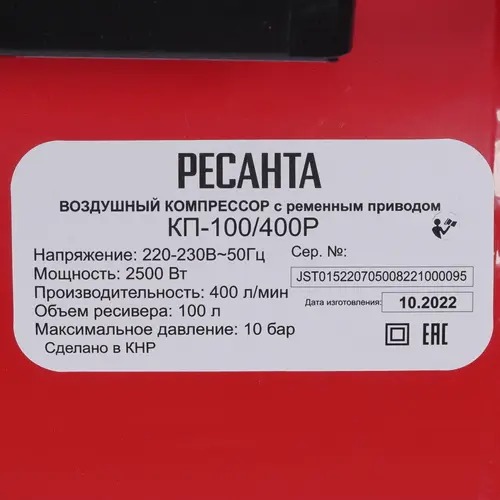 РЕСАНТА
ВОЗДУШНЫЙ КОМПРЕССОР с ременным приводом
КП-100/400Р
Напряжение: 220-230В~50Гц
Мощность: 2500 Вт
Производительность: 400 л/мин
Объем ресивера: 100 л
Максимальное давление: 10 бар
Сделано в КНР
Сер. №:
JST015220705008221000095
Дата изготовления: 10.2022
EAC